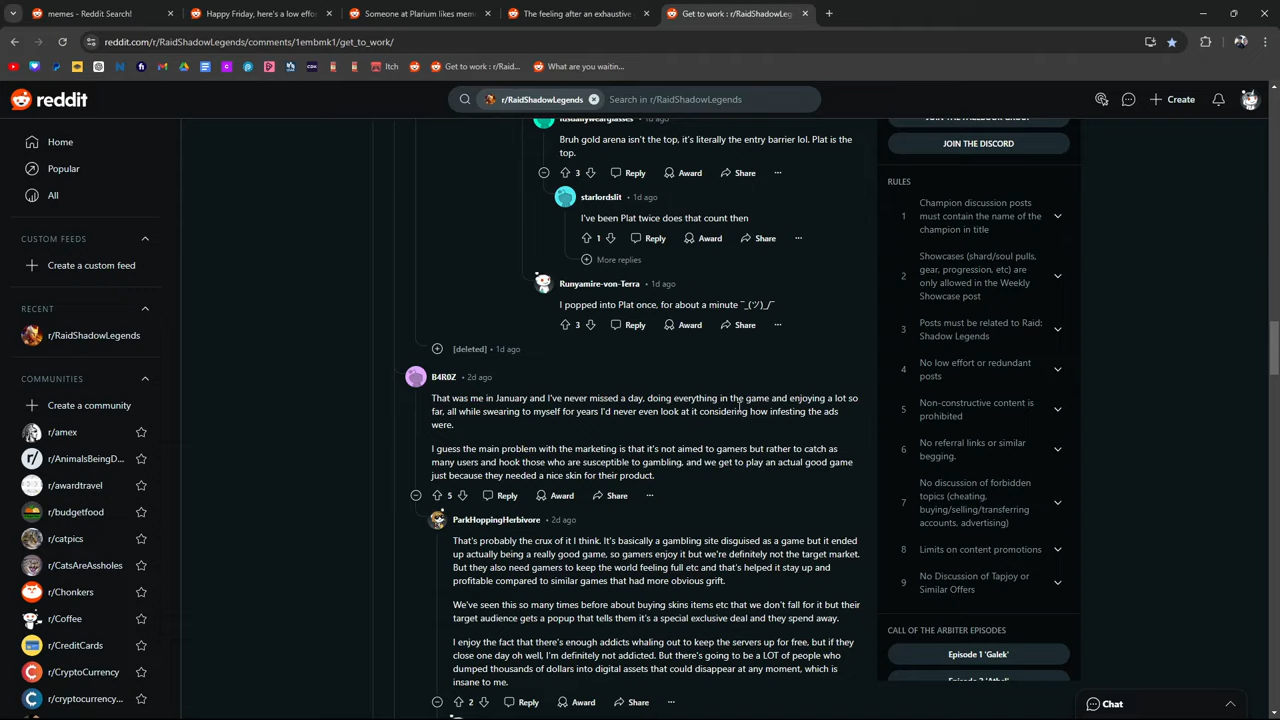 memes - Reddit Search!
Happy Friday, here's a low effo
Someone at Plarium likes mem
The feeling after an exhaustive
Get to work : r/RaidShadowLeg
reddit.com/r/RaidShadowLegends/comments/1embmk1/get_to_work/
Itch
Get to work : r/Rai...
What are you waitin...
reddit
r/RaidShadowLegends
Search in r/RaidShadowLegends
Create
Home
Popular
All
CUSTOM FEEDS
Create a custom feed
RECENT
r/RaidShadowLegends
COMMUNITIES
Create a community
r/amex
r/AnimalsBeingD...
r/awardtravel
r/budgetfood
r/catpics
r/CatsAreAssholes
r/Chonkers
r/Coffee
r/CreditCards
r/CryptoCurrency
r/cryptocurrency...
1d ago
Bruh gold arena isn't the top, it's literally the entry barrier lol. Plat is the
top.
3 Reply Award Share
starlordslit • 1d ago
I've been Plat twice does that count then
1 Reply Award Share
More replies
Runyamire-von-Terra • 1d ago
I popped into Plat once, for about a minute ¯_(ツ)_/¯
3 Reply Award Share
[deleted] • 1d ago
B4R0Z • 2d ago
That was me in January and I've never missed a day, doing everything in the game and enjoying a lot so
far, all while swearing to myself for years I'd never even look at it considering how infesting the ads
were.
I guess the main problem with the marketing is that it's not aimed to gamers but rather to catch as
many users and hook those who are susceptible to gambling, and we get to play an actual good game
just because they needed a nice skin for their product.
5 Reply Award Share
ParkHoppingHerbivore • 2d ago
That's probably the crux of it I think. It's basically a gambling site disguised as a game but it ended
up actually being a really good game, so gamers enjoy it but we're definitely not the target market.
But they also need gamers to keep the world feeling full etc and that's helped it stay up and
profitable compared to similar games that had more obvious grift.
We've seen this so many times before about buying skins items etc that we don't fall for it but their
target audience gets a popup that tells them it's a special exclusive deal and they spend away.
I enjoy the fact that there's enough addicts whaling out to keep the servers up for free, but if they
close one day oh well, I'm definitely not addicted. But there's going to be a LOT of people who
dumped thousands of dollars into digital assets that could disappear at any moment, which is
insane to me.
2 Reply Award Share
JOIN THE FACEBOOK GROUP
JOIN THE DISCORD
RULES
1 Champion discussion posts
must contain the name of the
champion in title
2 Showcases (shard/soul pulls,
gear, progression, etc) are
only allowed in the Weekly
Showcase post
3 Posts must be related to Raid:
Shadow Legends
4 No low effort or redundant
posts
5 Non-constructive content is
prohibited
6 No referral links or similar
begging.
7 No discussion of forbidden
topics (cheating,
buying/selling/transferring
accounts, advertising)
8 Limits on content promotions
9 No Discussion of Tapjoy or
Similar Offers
CALL OF THE ARBITER EPISODES
Episode 1 'Galek'
Chat